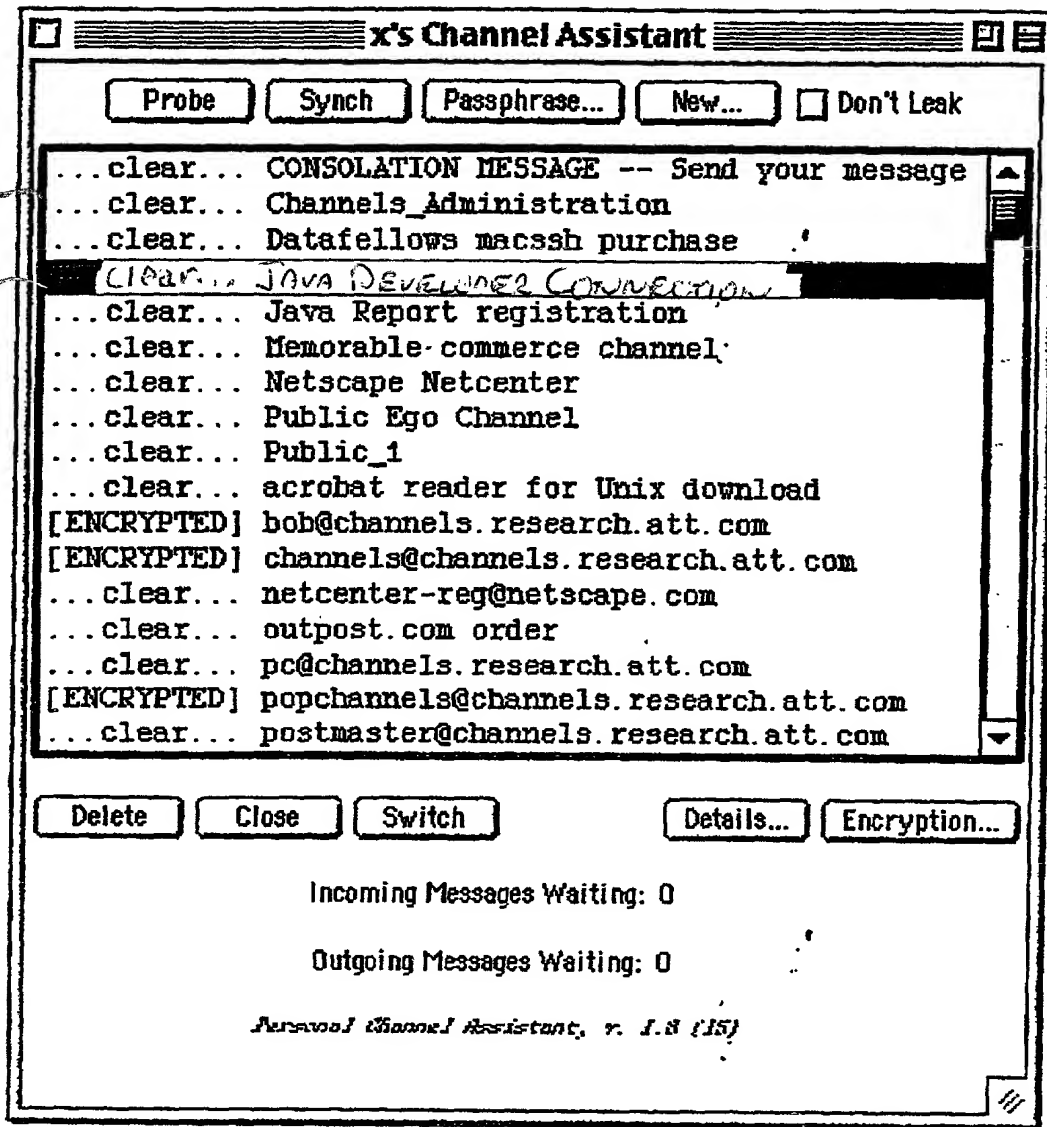 x's Channel Assistant
Probe Synch Passphrase... New... Don't Leak
...clear... CONSOLATION MESSAGE -- Send your message
...clear... Channels_Administration
...clear... Datafellows macssh purchase
clear... JAVA DEVELOPER CONNECTION
...clear... Java Report registration
...clear... Memorable commerce channel
...clear... Netscape Netcenter
...clear... Public Ego Channel
...clear... Public_1
...clear... acrobat reader for Unix download
[ENCRYPTED] bob@channels.research.att.com
[ENCRYPTED] channels@channels.research.att.com
...clear... netcenter-reg@netscape.com
...clear... outpost.com order
...clear... pc@channels.research.att.com
[ENCRYPTED] popchannels@channels.research.att.com
...clear... postmaster@channels.research.att.com
Delete Close Switch Details... Encryption...
Incoming Messages Waiting: 0
Outgoing Messages Waiting: 0
Personal Channel Assistant, r. 1.8 (15)